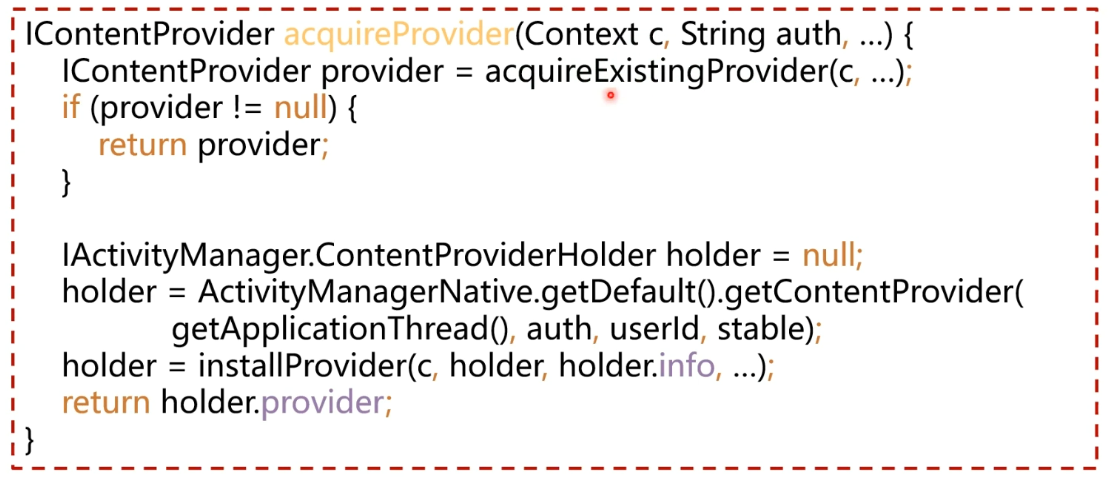 IContentProvider acquireProvider(Context c, String auth, ...) {
IContentProvider provider = acquireExistingProvider(c, ...);
if (provider != null) {
return provider;
}
IActivityManager.ContentProviderHolder holder = null;
holder = ActivityManagerNative.getDefault().getContentProvider(
getApplicationThread(), auth, userId, stable);
holder = installProvider(c, holder, holder.info, ...);
return holder.provider;
}